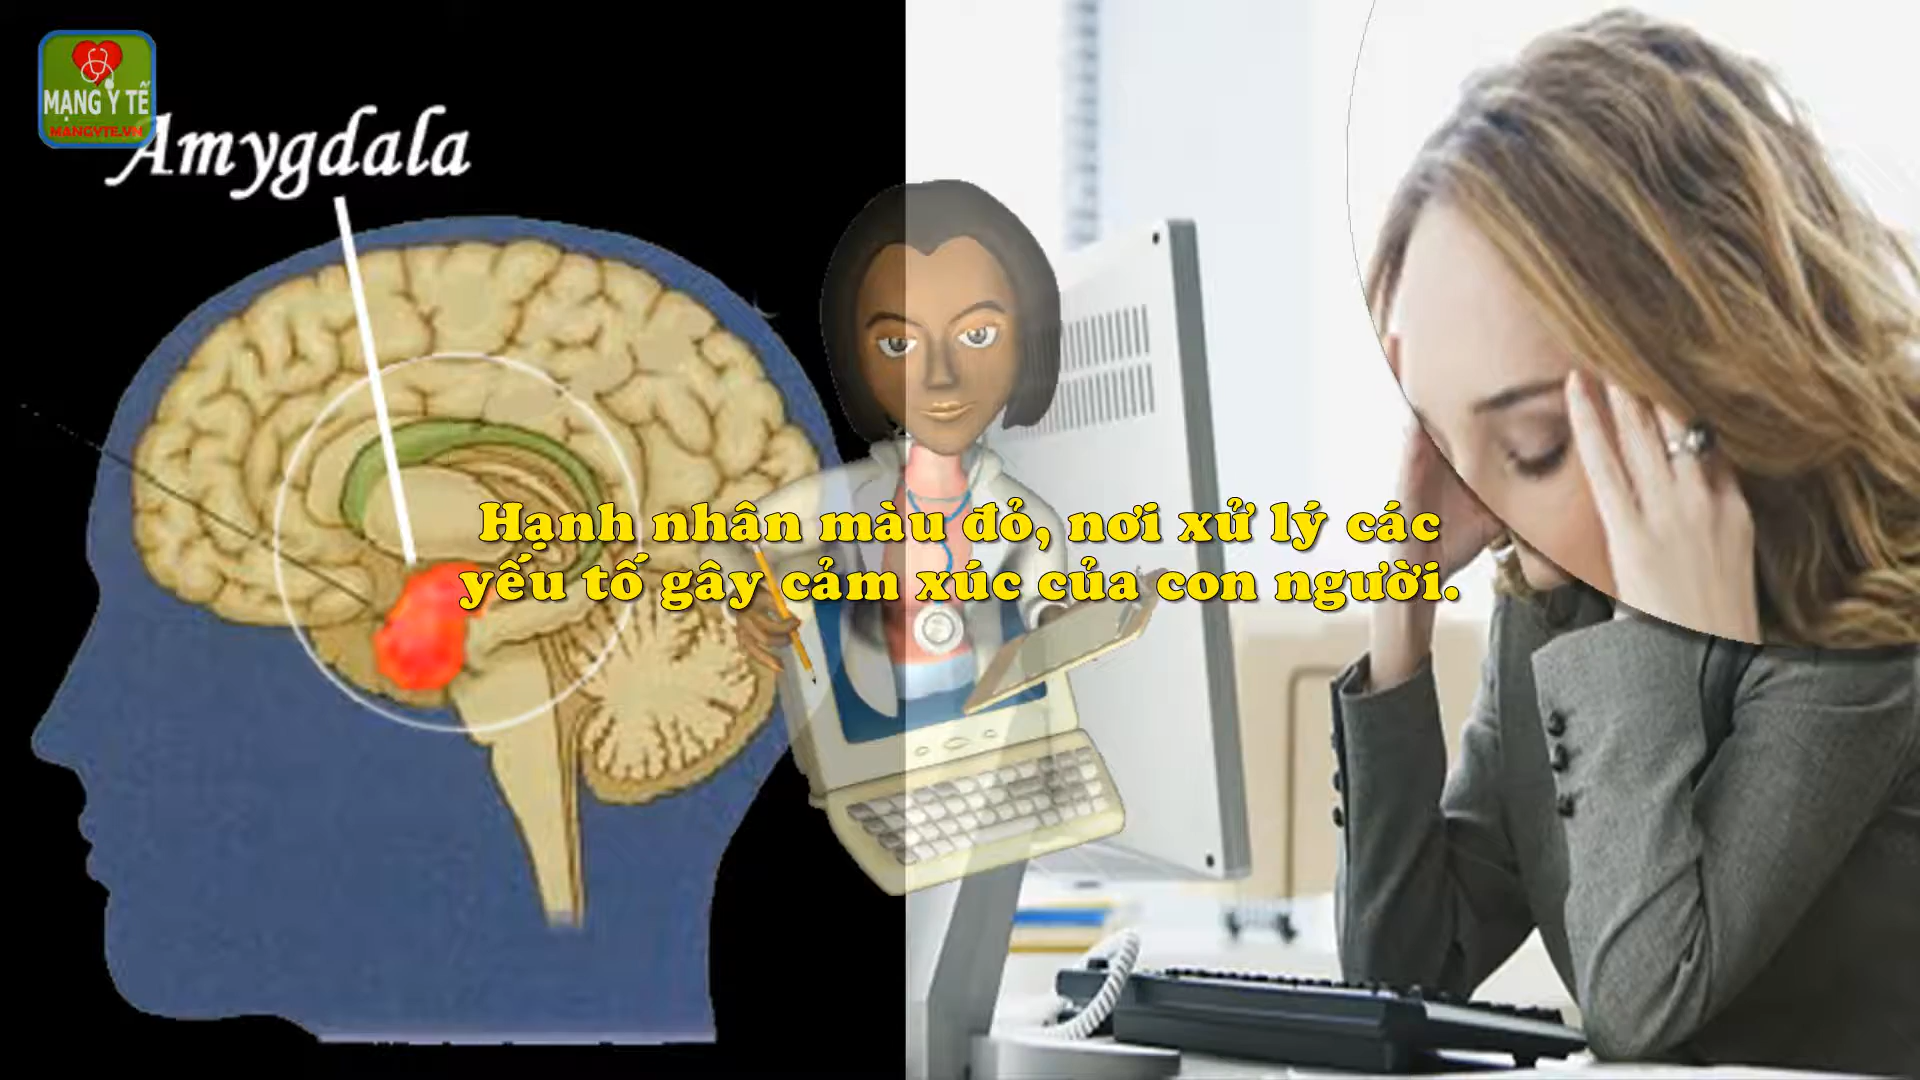 MẠNG Y TẾ
MANGYTE.VN
Amygdala
Hạnh nhân màu đỏ, nơi xử lý các
yếu tố gây cảm xúc của con người.